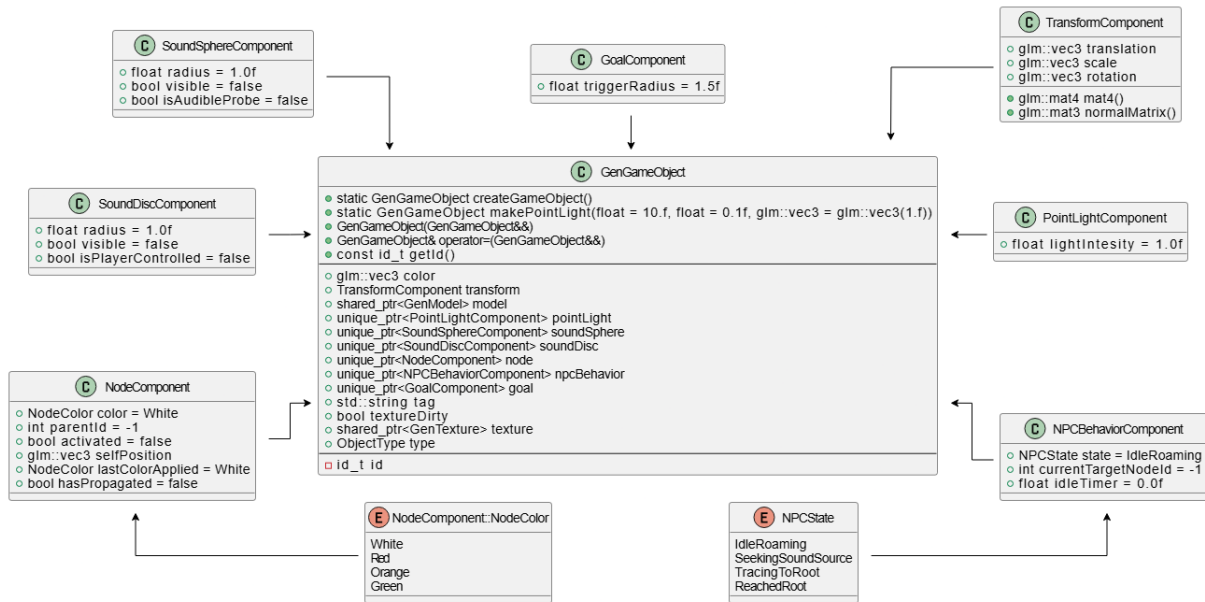 C SoundSphereComponent
float radius = 1.0f
bool visible = false
bool isAudibleProbe = false
C GoalComponent
float triggerRadius = 1.5f
C TransformComponent
glm::vec3 translation
glm::vec3 scale
glm::vec3 rotation
glm::mat4 mat4()
glm::mat3 normalMatrix()
C SoundDiscComponent
float radius = 1.0f
bool visible = false
bool isPlayerControlled = false
C GenGameObject
static GenGameObject createGameObject()
static GenGameObject makePointLight(float = 10.f, float = 0.1f, glm::vec3 = glm::vec3(1.f))
GenGameObject(GenGameObject&&)
GenGameObject& operator=(GenGameObject&&)
const id_t getId()
glm::vec3 color
TransformComponent transform
shared_ptr<GenModel> model
unique_ptr<PointLightComponent> pointLight
unique_ptr<SoundSphereComponent> soundSphere
unique_ptr<SoundDiscComponent> soundDisc
unique_ptr<NodeComponent> node
unique_ptr<NPCBehaviorComponent> npcBehavior
unique_ptr<GoalComponent> goal
std::string tag
bool textureDirty
shared_ptr<GenTexture> texture
ObjectType type
id_t id
C PointLightComponent
float lightIntesity = 1.0f
C NodeComponent
NodeColor color = White
int parentId = -1
bool activated = false
glm::vec3 selfPosition
NodeColor lastColorApplied = White
bool hasPropagated = false
C NPCBehaviorComponent
NPCState state = IdleRoaming
int currentTargetNodeId = -1
float idleTimer = 0.0f
E NodeComponent::NodeColor
White
Red
Orange
Green
E NPCState
IdleRoaming
SeekingSoundSource
TracingToRoot
ReachedRoot